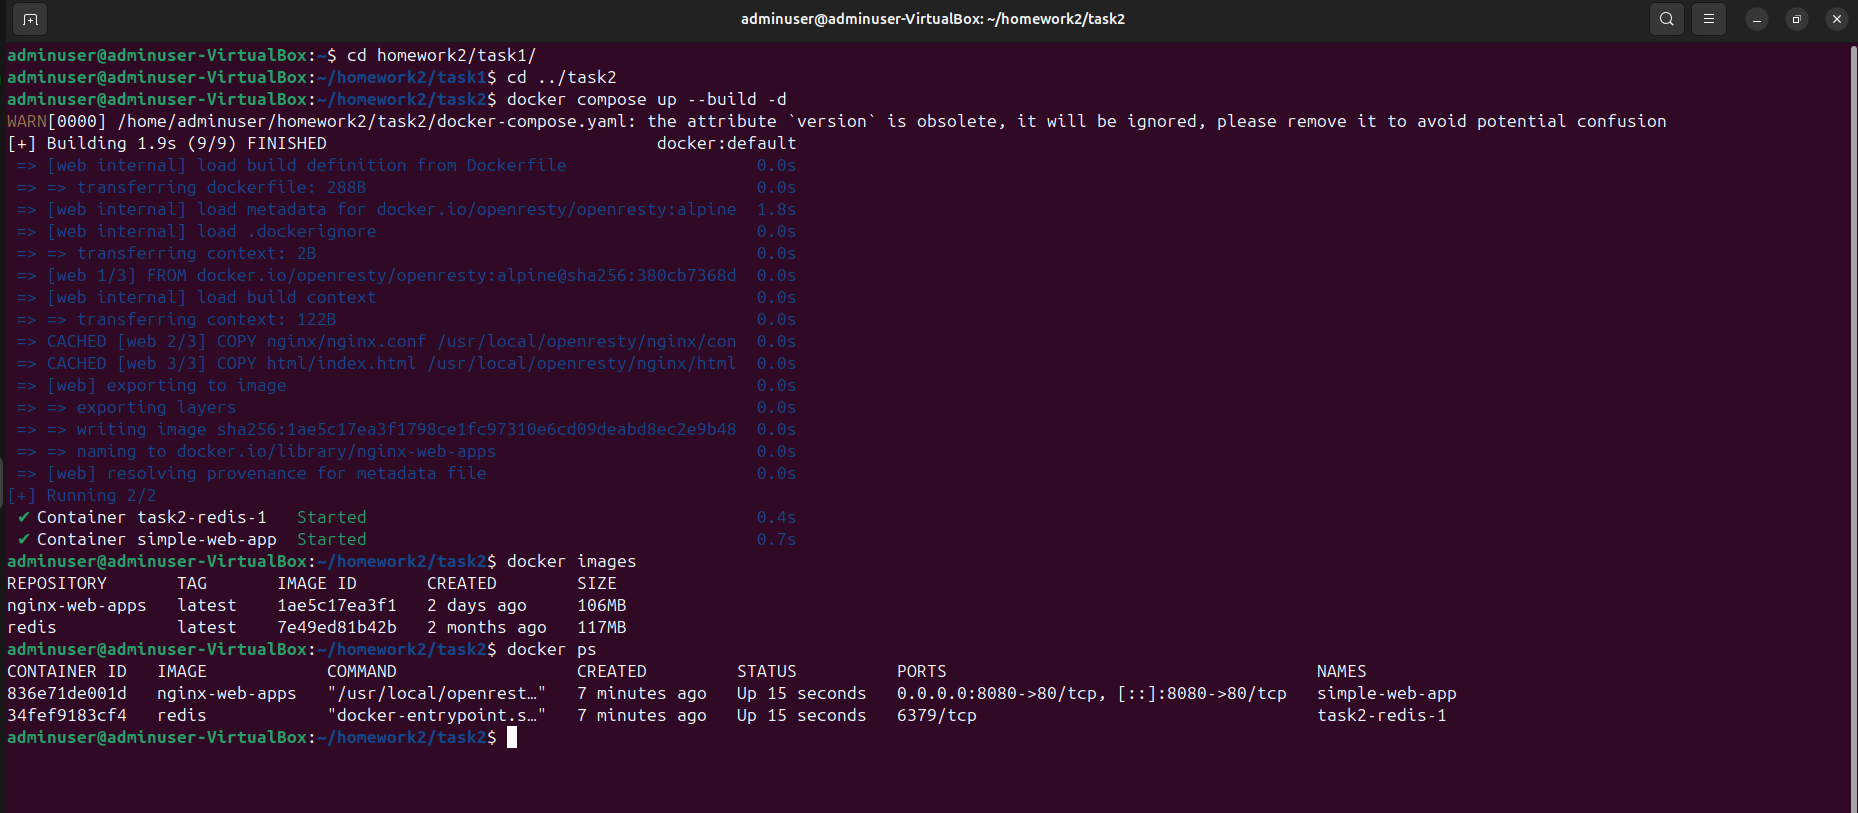 adminuser@adminuser-VirtualBox: ~/homework2/task2
adminuser@adminuser-VirtualBox:~$ cd homework2/task1/
adminuser@adminuser-VirtualBox:~/homework2/task1$ cd ../task2
adminuser@adminuser-VirtualBox:~/homework2/task2$ docker compose up --build -d
WARN[0000] /home/adminuser/homework2/task2/docker-compose.yaml: the attribute `version` is obsolete, it will be ignored, please remove it to avoid potential confusion
[+] Building 1.9s (9/9) FINISHED docker:default
=> [web internal] load build definition from Dockerfile 0.0s
=> => transferring dockerfile: 288B 0.0s
=> [web internal] load metadata for docker.io/openresty/openresty:alpine 1.8s
=> [web internal] load .dockerignore 0.0s
=> => transferring context: 2B 0.0s
=> [web 1/3] FROM docker.io/openresty/openresty:alpine@sha256:380cb7368d 0.0s
=> [web internal] load build context 0.0s
=> => transferring context: 122B 0.0s
=> CACHED [web 2/3] COPY nginx/nginx.conf /usr/local/openresty/nginx/con 0.0s
=> CACHED [web 3/3] COPY html/index.html /usr/local/openresty/nginx/html 0.0s
=> [web] exporting to image 0.0s
=> => exporting layers 0.0s
=> => writing image sha256:1ae5c17ea3f1798ce1fc97310e6cd09deabd8ec2e9b48 0.0s
=> => naming to docker.io/library/nginx-web-apps 0.0s
=> [web] resolving provenance for metadata file 0.0s
[+] Running 2/2
✔ Container task2-redis-1 Started 0.4s
✔ Container simple-web-app Started 0.7s
adminuser@adminuser-VirtualBox:~/homework2/task2$ docker images
REPOSITORY TAG IMAGE ID CREATED SIZE
nginx-web-apps latest 1ae5c17ea3f1 2 days ago 106MB
redis latest 7e49ed81b42b 2 months ago 117MB
adminuser@adminuser-VirtualBox:~/homework2/task2$ docker ps
CONTAINER ID IMAGE COMMAND CREATED STATUS PORTS NAMES
836e71de001d nginx-web-apps "/usr/local/openrest…" 7 minutes ago Up 15 seconds 0.0.0.0:8080->80/tcp, [::]:8080->80/tcp simple-web-app
34fef9183cf4 redis "docker-entrypoint.s…" 7 minutes ago Up 15 seconds 6379/tcp task2-redis-1
adminuser@adminuser-VirtualBox:~/homework2/task2$